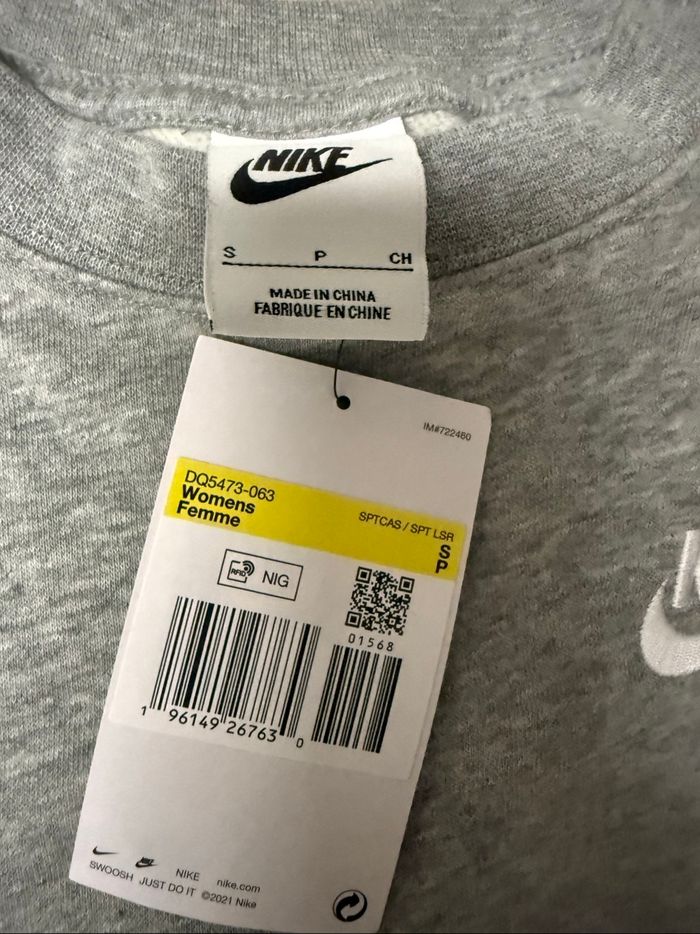 NIKE
S P CH
MADE IN CHINA
FABRIQUE EN CHINE
IM#722460
DQ5473-063
Womens
Femme
SPTCAS / SPT LSR
S
P
RFID NIG
01568
1 96149 26763 0
NIKE nike.com
SWOOSH JUST DO IT ©2021 Nike